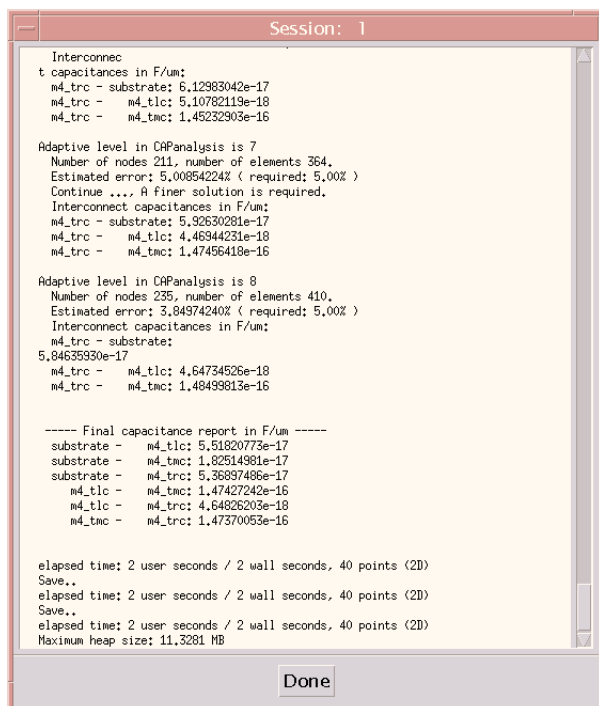 Session: 1
Interconnec
t capacitances in F/um:
m4_trc - substrate: 6.12983042e-17
m4_trc - m4_tlc: 5.10782119e-18
m4_trc - m4_tmc: 1.45232903e-16
Adaptive level in CAPanalysis is 7
Number of nodes 211, number of elements 364.
Estimated error: 5.00854224% ( required: 5.00% )
Continue ..., A finer solution is required.
Interconnect capacitances in F/um:
m4_trc - substrate: 5.92630281e-17
m4_trc - m4_tlc: 4.46944231e-18
m4_trc - m4_tmc: 1.47456418e-16
Adaptive level in CAPanalysis is 8
Number of nodes 235, number of elements 410.
Estimated error: 3.84974240% ( required: 5.00% )
Interconnect capacitances in F/um:
m4_trc - substrate:
5.84635930e-17
m4_trc - m4_tlc: 4.64734526e-18
m4_trc - m4_tmc: 1.48499813e-16
----- Final capacitance report in F/um -----
substrate - m4_tlc: 5.51820773e-17
substrate - m4_tmc: 1.82514981e-17
substrate - m4_trc: 5.36897486e-17
m4_tlc - m4_tmc: 1.47427242e-16
m4_tlc - m4_trc: 4.64826203e-18
m4_tmc - m4_trc: 1.47370053e-16
elapsed time: 2 user seconds / 2 wall seconds, 40 points (2D)
Save..
elapsed time: 2 user seconds / 2 wall seconds, 40 points (2D)
Save..
elapsed time: 2 user seconds / 2 wall seconds, 40 points (2D)
Maximum heap size: 11.3281 MB
Done